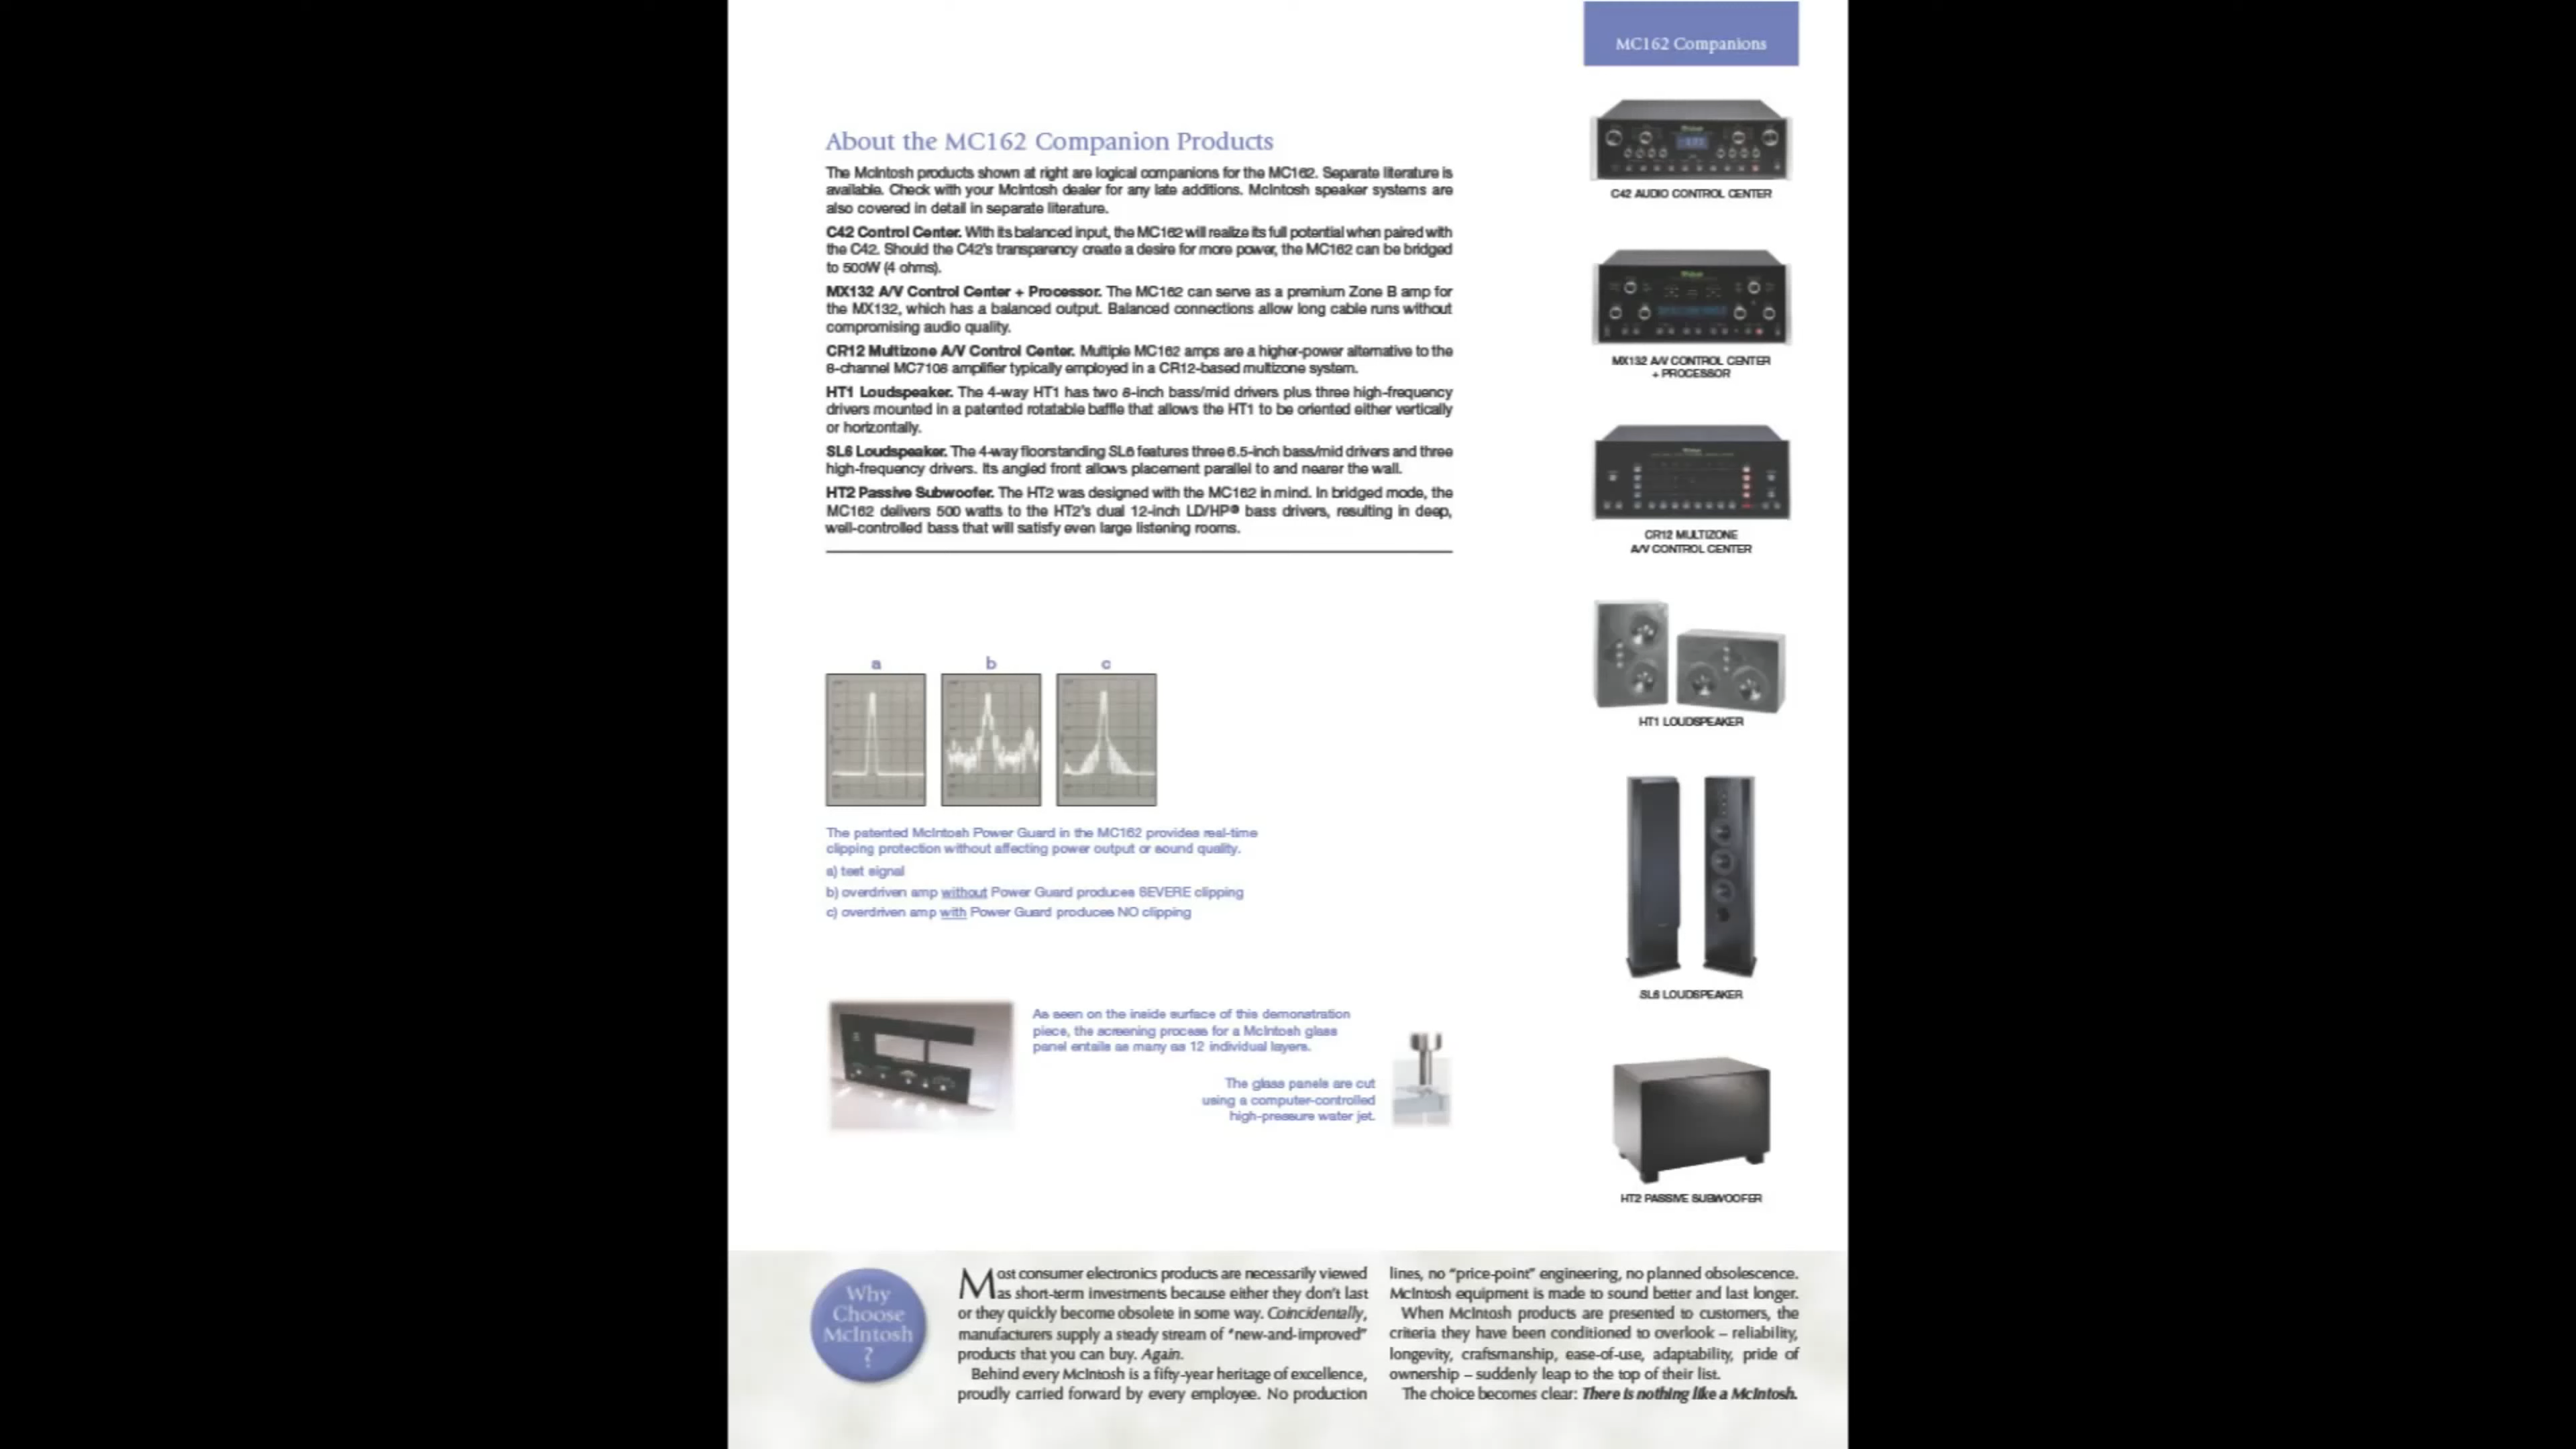 MC162 Companions
About the MC162 Companion Products
The McIntosh products shown at right are logical companions for the MC162. Separate literature is
available. Check with your McIntosh dealer for any late additions. McIntosh speaker systems are
also covered in detail in separate literature.
C42 Control Center. With its balanced input, the MC162 will realize its full potential when paired with
the C42. Should the C42's transparency create a desire for more power, the MC162 can be bridged
to 500W (4 ohms).
MX132 A/V Control Center + Processor. The MC162 can serve as a premium Zone B amp for
the MX132, which has a balanced output. Balanced connections allow long cable runs without
compromising audio quality.
CR12 Multizone A/V Control Center. Multiple MC162 amps are a higher-power alternative to the
8-channel MC7108 amplifier typically employed in a CR12-based multizone system.
HT1 Loudspeaker. The 4-way HT1 has two 8-inch bass/mid drivers plus three high-frequency
drivers mounted in a patented rotatable baffle that allows the HT1 to be oriented either vertically
or horizontally.
SL6 Loudspeaker. The 4-way floorstanding SL6 features three 6.5-inch bass/mid drivers and three
high-frequency drivers. Its angled front allows placement parallel to and nearer the wall.
HT2 Passive Subwoofer. The HT2 was designed with the MC162 in mind. In bridged mode, the
MC162 delivers 500 watts to the HT2's dual 12-inch LD/HP® bass drivers, resulting in deep,
well-controlled bass that will satisfy even large listening rooms.
a b c
The patented McIntosh Power Guard in the MC162 provides real-time
clipping protection without affecting power output or sound quality.
a) test signal
b) overdriven amp without Power Guard produces SEVERE clipping
c) overdriven amp with Power Guard produces NO clipping
As seen on the inside surface of this demonstration
piece, the screening process for a McIntosh glass
panel entails as many as 12 individual layers.
The glass panels are cut
using a computer-controlled
high-pressure water jet.
C42 AUDIO CONTROL CENTER
MX132 A/V CONTROL CENTER
+ PROCESSOR
CR12 MULTIZONE
A/V CONTROL CENTER
HT1 LOUDSPEAKER
SL6 LOUDSPEAKER
HT2 PASSIVE SUBWOOFER
Why
Choose
McIntosh
?
Most consumer electronics products are necessarily viewed
as short-term investments because either they don't last
or they quickly become obsolete in some way. Coincidentally,
manufacturers supply a steady stream of "new-and-improved"
products that you can buy. Again.
Behind every McIntosh is a fifty-year heritage of excellence,
proudly carried forward by every employee. No production
lines, no "price-point" engineering, no planned obsolescence.
McIntosh equipment is made to sound better and last longer.
When McIntosh products are presented to customers, the
criteria they have been conditioned to overlook – reliability,
longevity, craftsmanship, ease-of-use, adaptability, pride of
ownership – suddenly leap to the top of their list.
The choice becomes clear: There is nothing like a McIntosh.